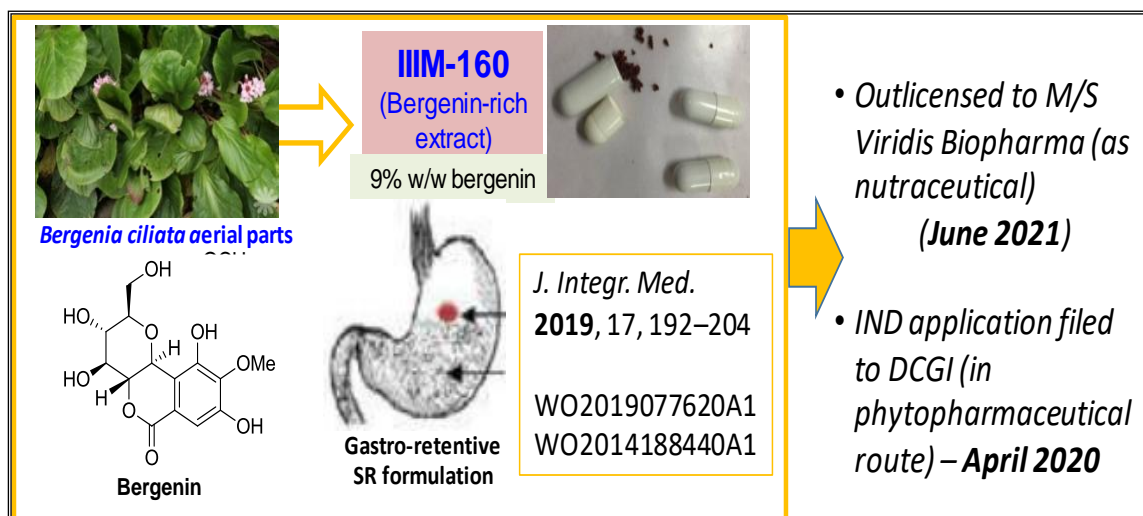 IIIM-160
(Bergenin-rich
extract)
9% w/w bergenin
Bergenia ciliata aerial parts
OH
HO
O
OH
H
OMe
HO
H
O
OH
O
Bergenin
Gastro-retentive
SR formulation
J. Integr. Med.
2019, 17, 192–204
WO2019077620A1
WO2014188440A1
• Outlicensed to M/S
Viridis Biopharma (as
nutraceutical)
(June 2021)
• IND application filed
to DCGI (in
phytopharmaceutical
route) – April 2020